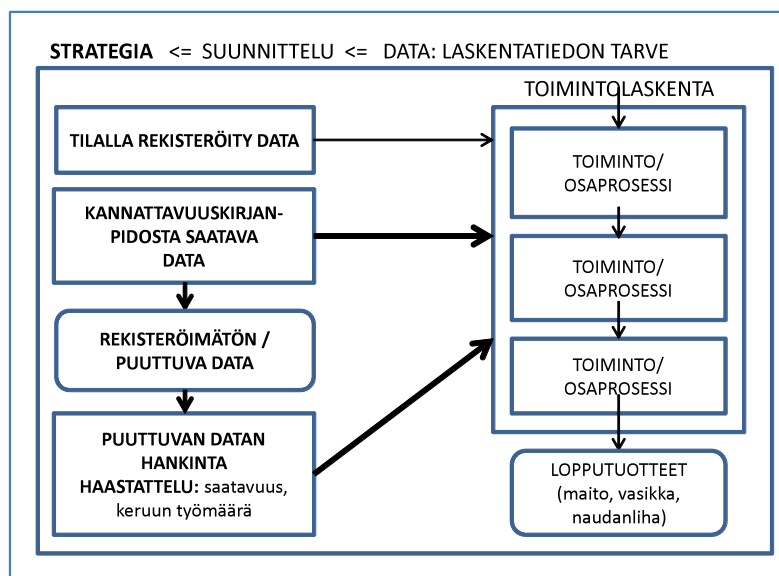 STRATEGIA <= SUUNNITTELU <= DATA: LASKENTATIEDON TARVE
TILALLA REKISTERÖITY DATA
KANNATTAVUUSKIRJAN-
PIDOSTA SAATAVA
DATA
REKISTERÖIMÄTÖN /
PUUTTUVA DATA
PUUTTUVAN DATAN
HANKINTA
HAASTATTELU: saatavuus,
keruun työmäärä
TOIMINTOLASKENTA
TOIMINTO/
OSAPROSESSI
TOIMINTO/
OSAPROSESSI
TOIMINTO/
OSAPROSESSI
LOPPUTUOTTEET
(maito, vasikka,
naudanliha)